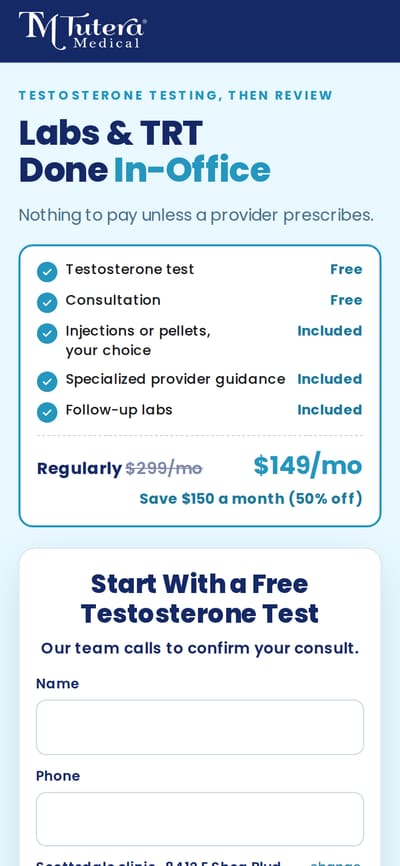 Tutera®
Medical
TESTOSTERONE TESTING, THEN REVIEW
Labs & TRT
Done In-Office
Nothing to pay unless a provider prescribes.
Testosterone test Free
Consultation Free
Injections or pellets, Included
your choice
Specialized provider guidance Included
Follow-up labs Included
Regularly $299/mo $149/mo
Save $150 a month (50% off)
Start With a Free
Testosterone Test
Our team calls to confirm your consult.
Name
Phone
Scottsdale clinic
change